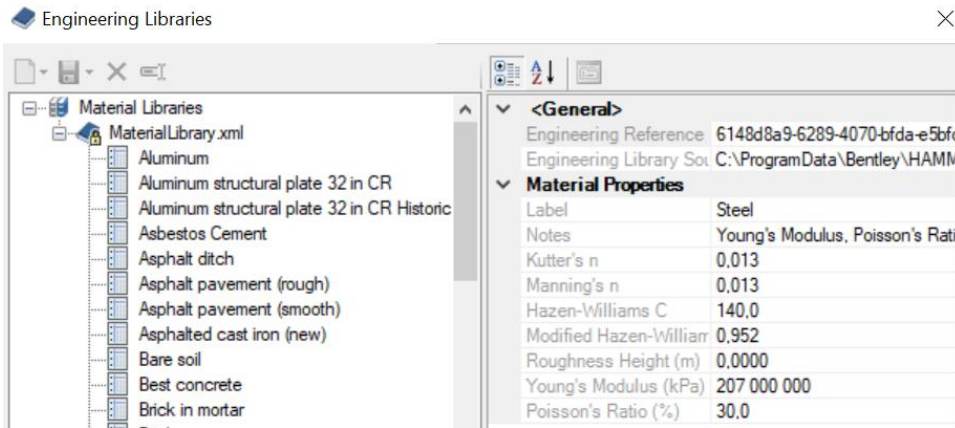 Engineering Libraries
Material Libraries
MaterialLibrary.xml
Aluminum
Aluminum structural plate 32 in CR
Aluminum structural plate 32 in CR Historic
Asbestos Cement
Asphalt ditch
Asphalt pavement (rough)
Asphalt pavement (smooth)
Asphalted cast iron (new)
Bare soil
Best concrete
Brick in mortar
<General>
Engineering Reference 6148d8a9-6289-4070-bfda-e5bf
Engineering Library Sou C:\ProgramData\Bentley\HAMM
Material Properties
Label Steel
Notes Young's Modulus, Poisson's Rati
Kutter's n 0,013
Manning's n 0,013
Hazen-Williams C 140,0
Modified Hazen-William 0,952
Roughness Height (m) 0,0000
Young's Modulus (kPa) 207 000 000
Poisson's Ratio (%) 30,0